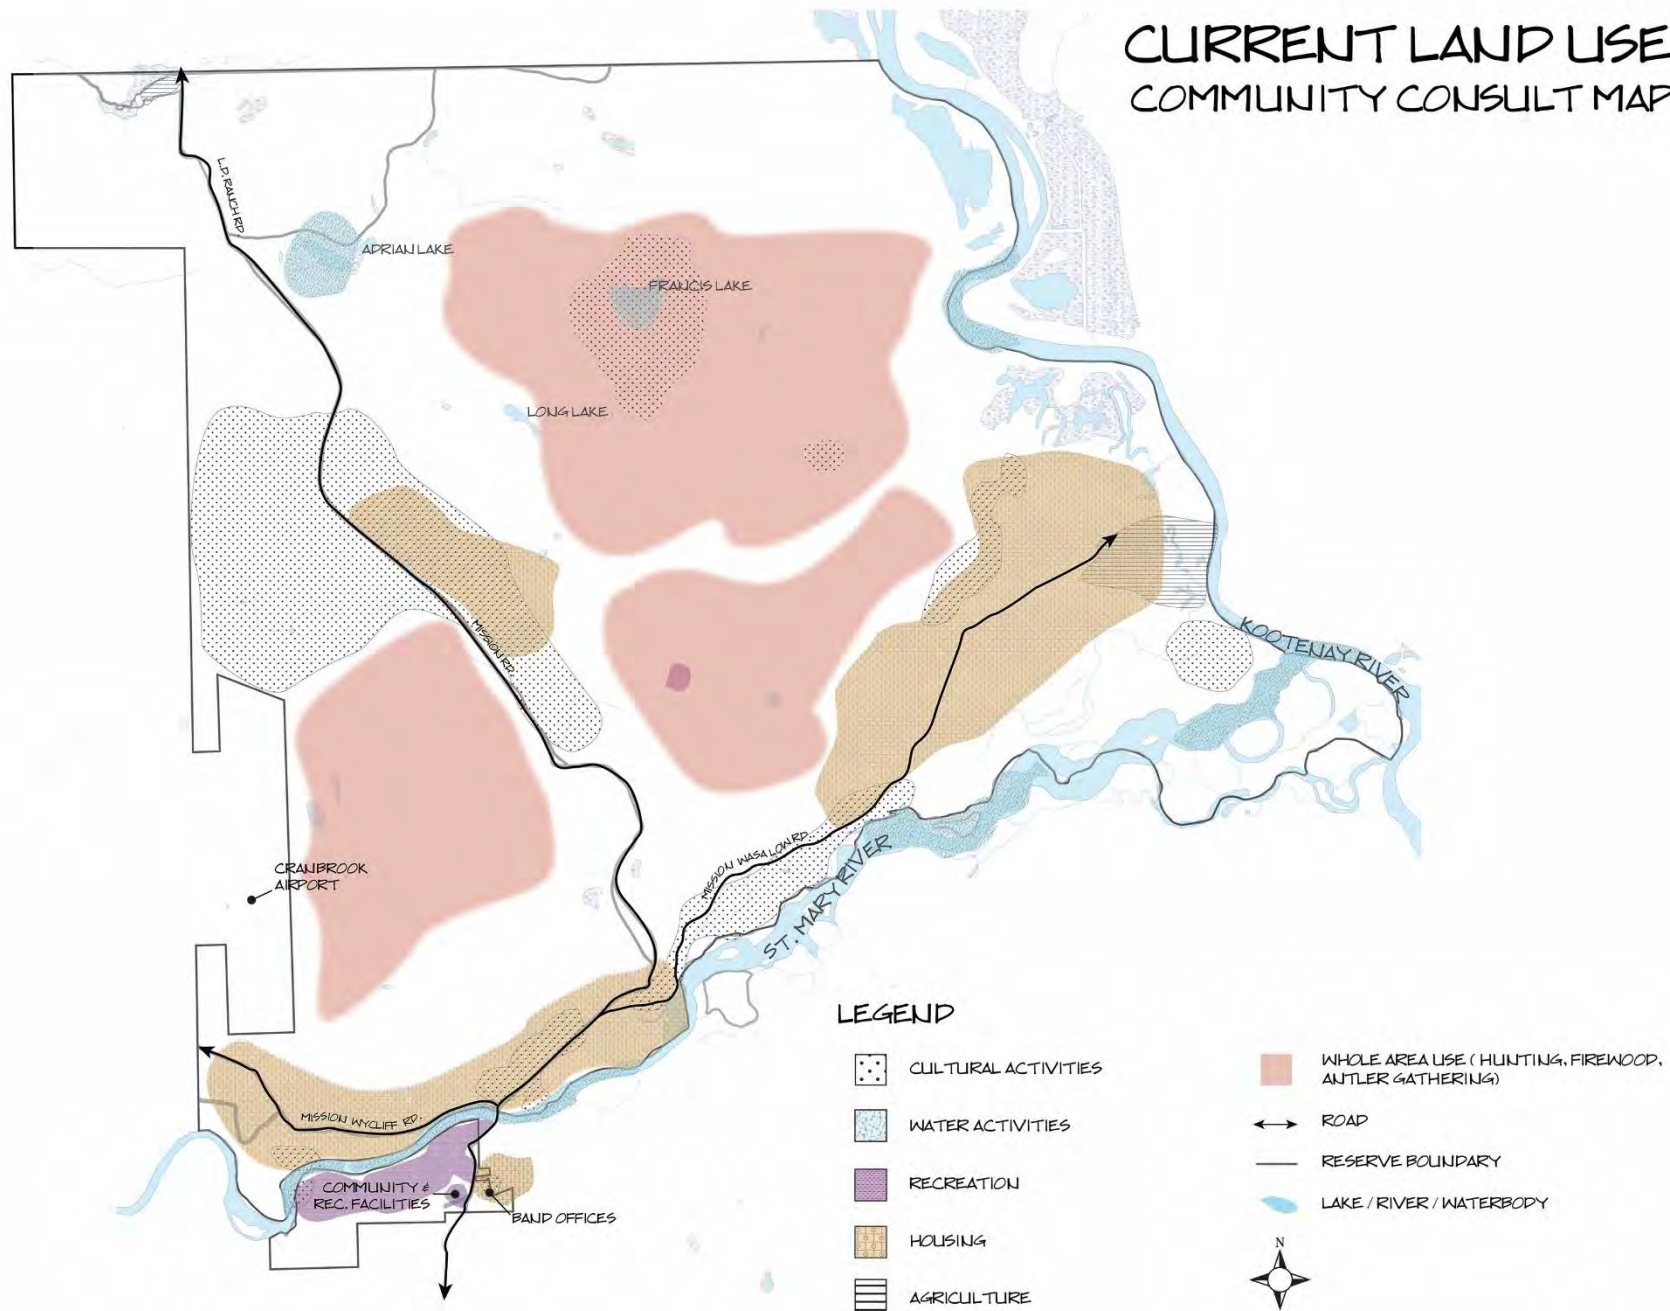 CURRENT LAND USE
COMMUNITY CONSULT MAP
L.D. RANCH RD.
ADRIAN LAKE
FRANCIS LAKE
LONG LAKE
MISSION RD.
KOOTENAY RIVER
MISSION WASA LOW RD.
ST. MARY RIVER
CRANBROOK
AIRPORT
MISSION WYCLIFF RD.
COMMUNITY &
REC. FACILITIES
BAND OFFICES
LEGEND
CULTURAL ACTIVITIES
WATER ACTIVITIES
RECREATION
HOUSING
AGRICULTURE
WHOLE AREA USE ( HUNTING, FIREWOOD,
ANTLER GATHERING)
ROAD
RESERVE BOUNDARY
LAKE / RIVER / WATERBODY
N